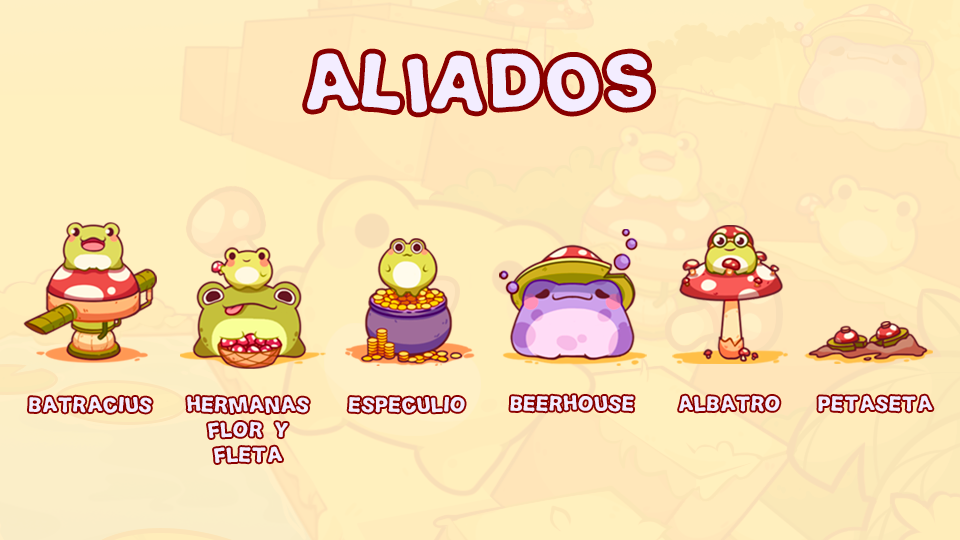 ALIADOS
BATRACIUS
HERMANAS
FLOR Y
FLETA
ESPECULIO
BEERHOUSE
ALBATRO
PETASETA